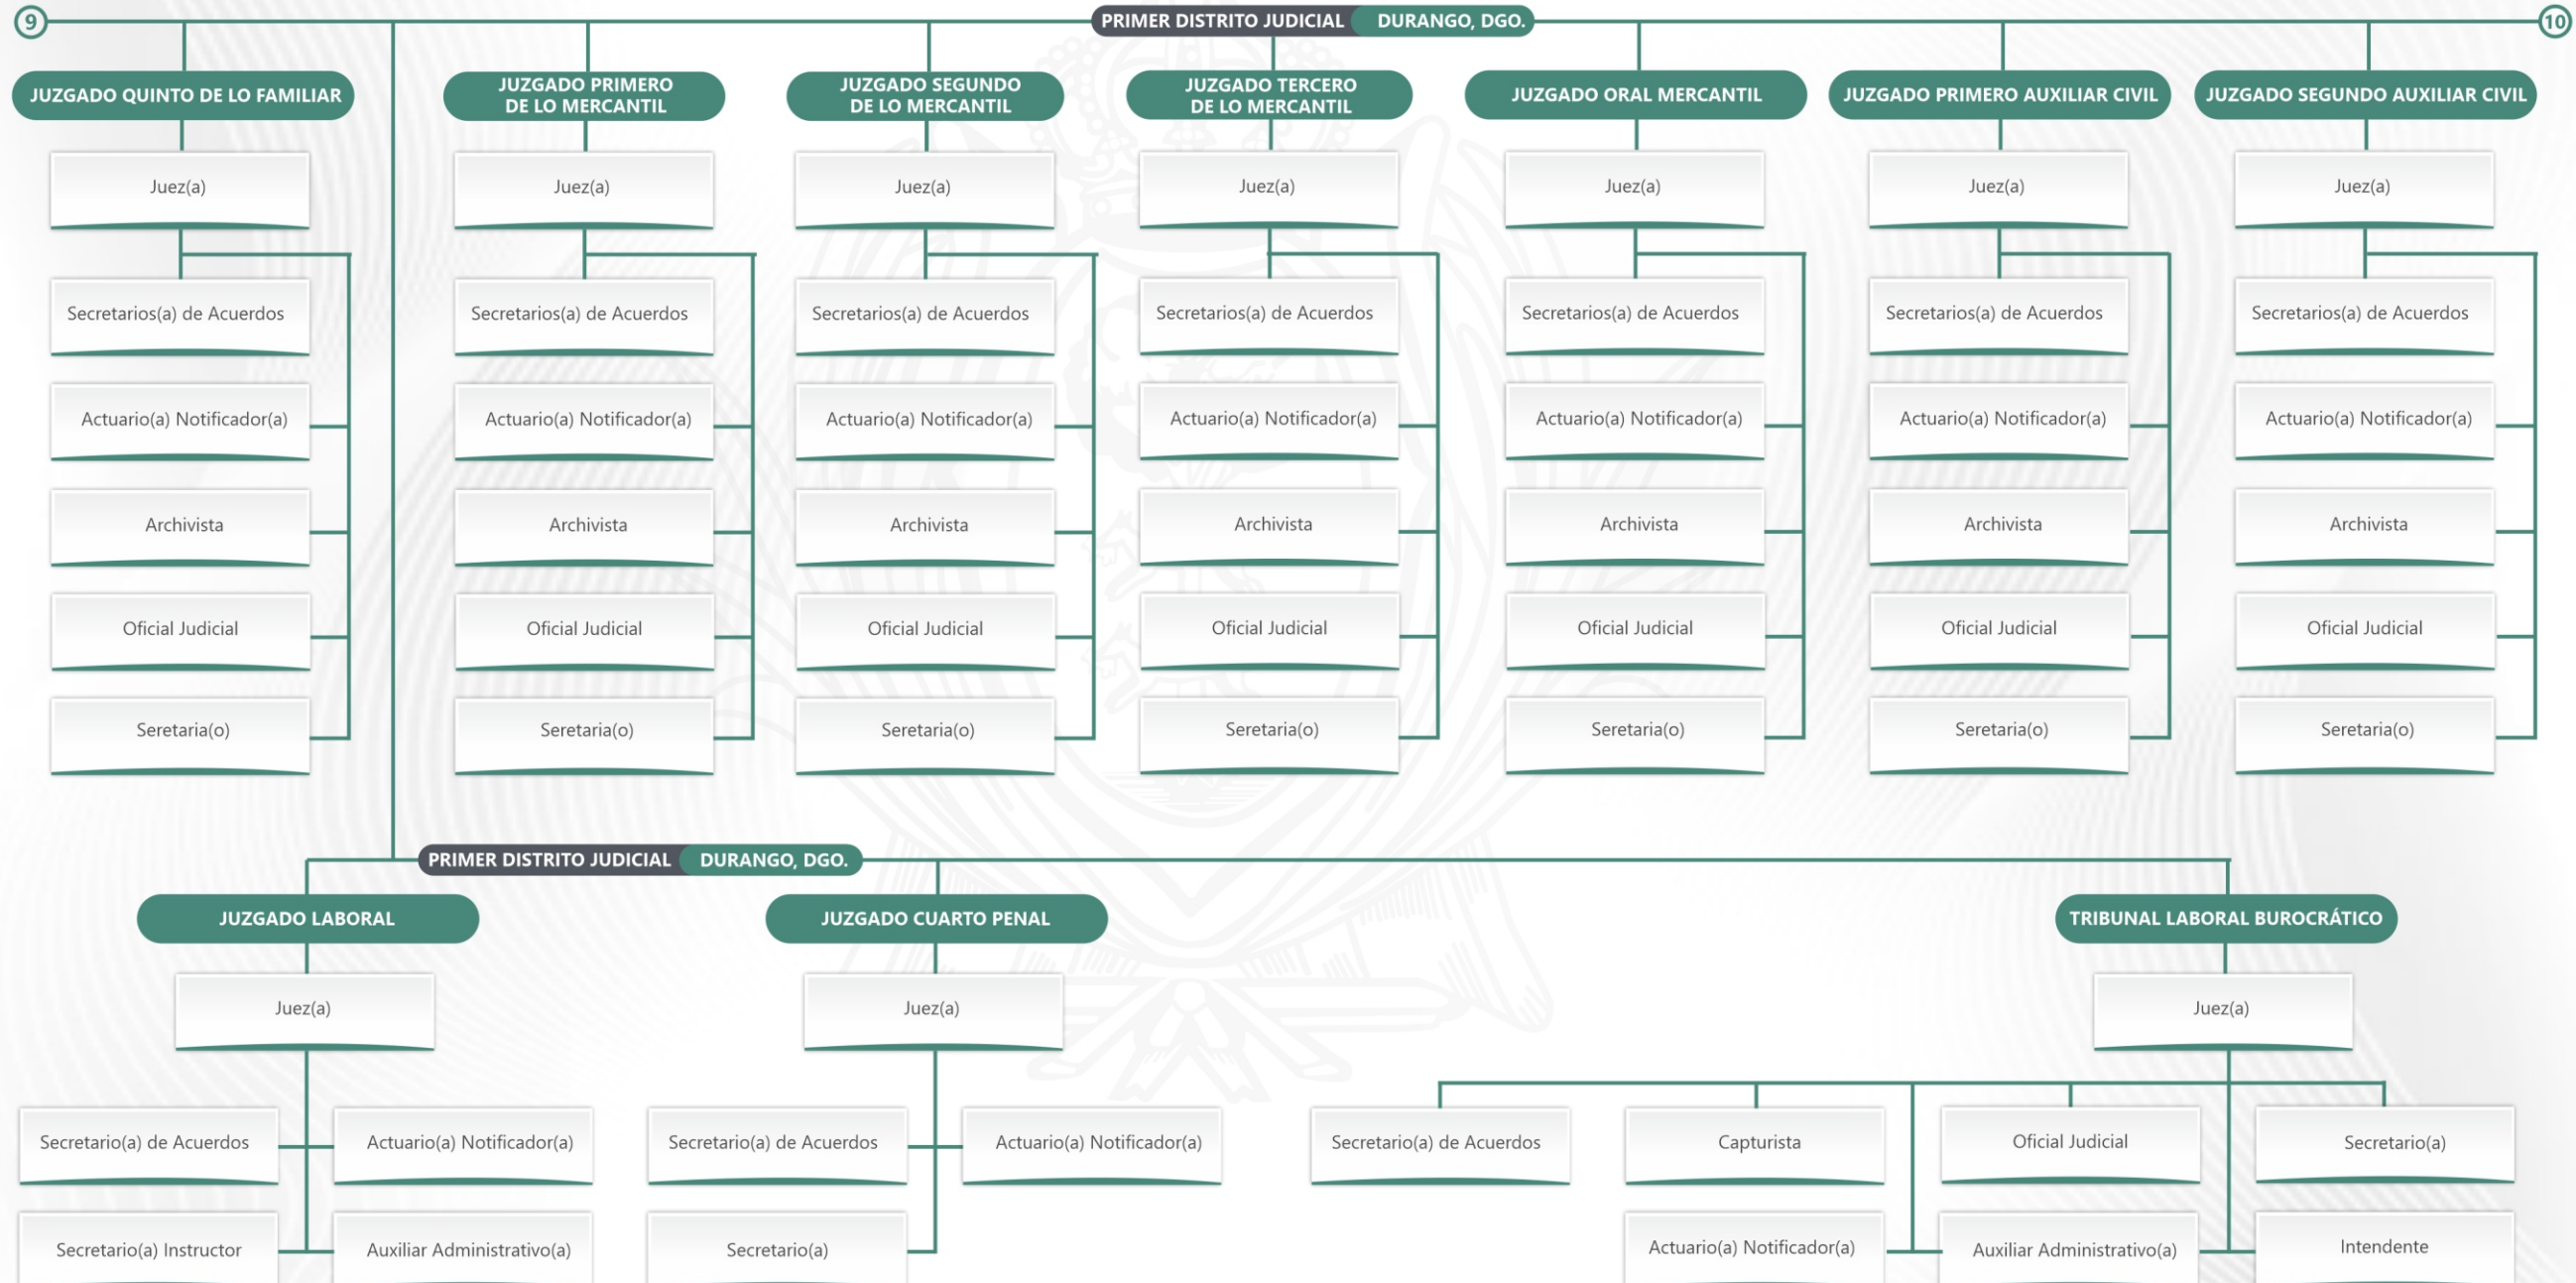 9
PRIMER DISTRITO JUDICIAL DURANGO, DGO.
10
JUZGADO QUINTO DE LO FAMILIAR
Juez(a)
Secretarios(a) de Acuerdos
Actuario(a) Notificador(a)
Archivista
Oficial Judicial
Seretaria(o)
JUZGADO PRIMERO
DE LO MERCANTIL
Juez(a)
Secretarios(a) de Acuerdos
Actuario(a) Notificador(a)
Archivista
Oficial Judicial
Seretaria(o)
JUZGADO SEGUNDO
DE LO MERCANTIL
Juez(a)
Secretarios(a) de Acuerdos
Actuario(a) Notificador(a)
Archivista
Oficial Judicial
Seretaria(o)
JUZGADO TERCERO
DE LO MERCANTIL
Juez(a)
Secretarios(a) de Acuerdos
Actuario(a) Notificador(a)
Archivista
Oficial Judicial
Seretaria(o)
JUZGADO ORAL MERCANTIL
Juez(a)
Secretarios(a) de Acuerdos
Actuario(a) Notificador(a)
Archivista
Oficial Judicial
Seretaria(o)
JUZGADO PRIMERO AUXILIAR CIVIL
Juez(a)
Secretarios(a) de Acuerdos
Actuario(a) Notificador(a)
Archivista
Oficial Judicial
Seretaria(o)
JUZGADO SEGUNDO AUXILIAR CIVIL
Juez(a)
Secretarios(a) de Acuerdos
Actuario(a) Notificador(a)
Archivista
Oficial Judicial
Seretaria(o)
PRIMER DISTRITO JUDICIAL DURANGO, DGO.
JUZGADO LABORAL
Juez(a)
Secretario(a) de Acuerdos
Actuario(a) Notificador(a)
Secretario(a) Instructor
Auxiliar Administrativo(a)
JUZGADO CUARTO PENAL
Juez(a)
Secretario(a) de Acuerdos
Actuario(a) Notificador(a)
Secretario(a)
TRIBUNAL LABORAL BUROCRÁTICO
Juez(a)
Secretario(a) de Acuerdos
Capturista
Oficial Judicial
Secretario(a)
Actuario(a) Notificador(a)
Auxiliar Administrativo(a)
Intendente